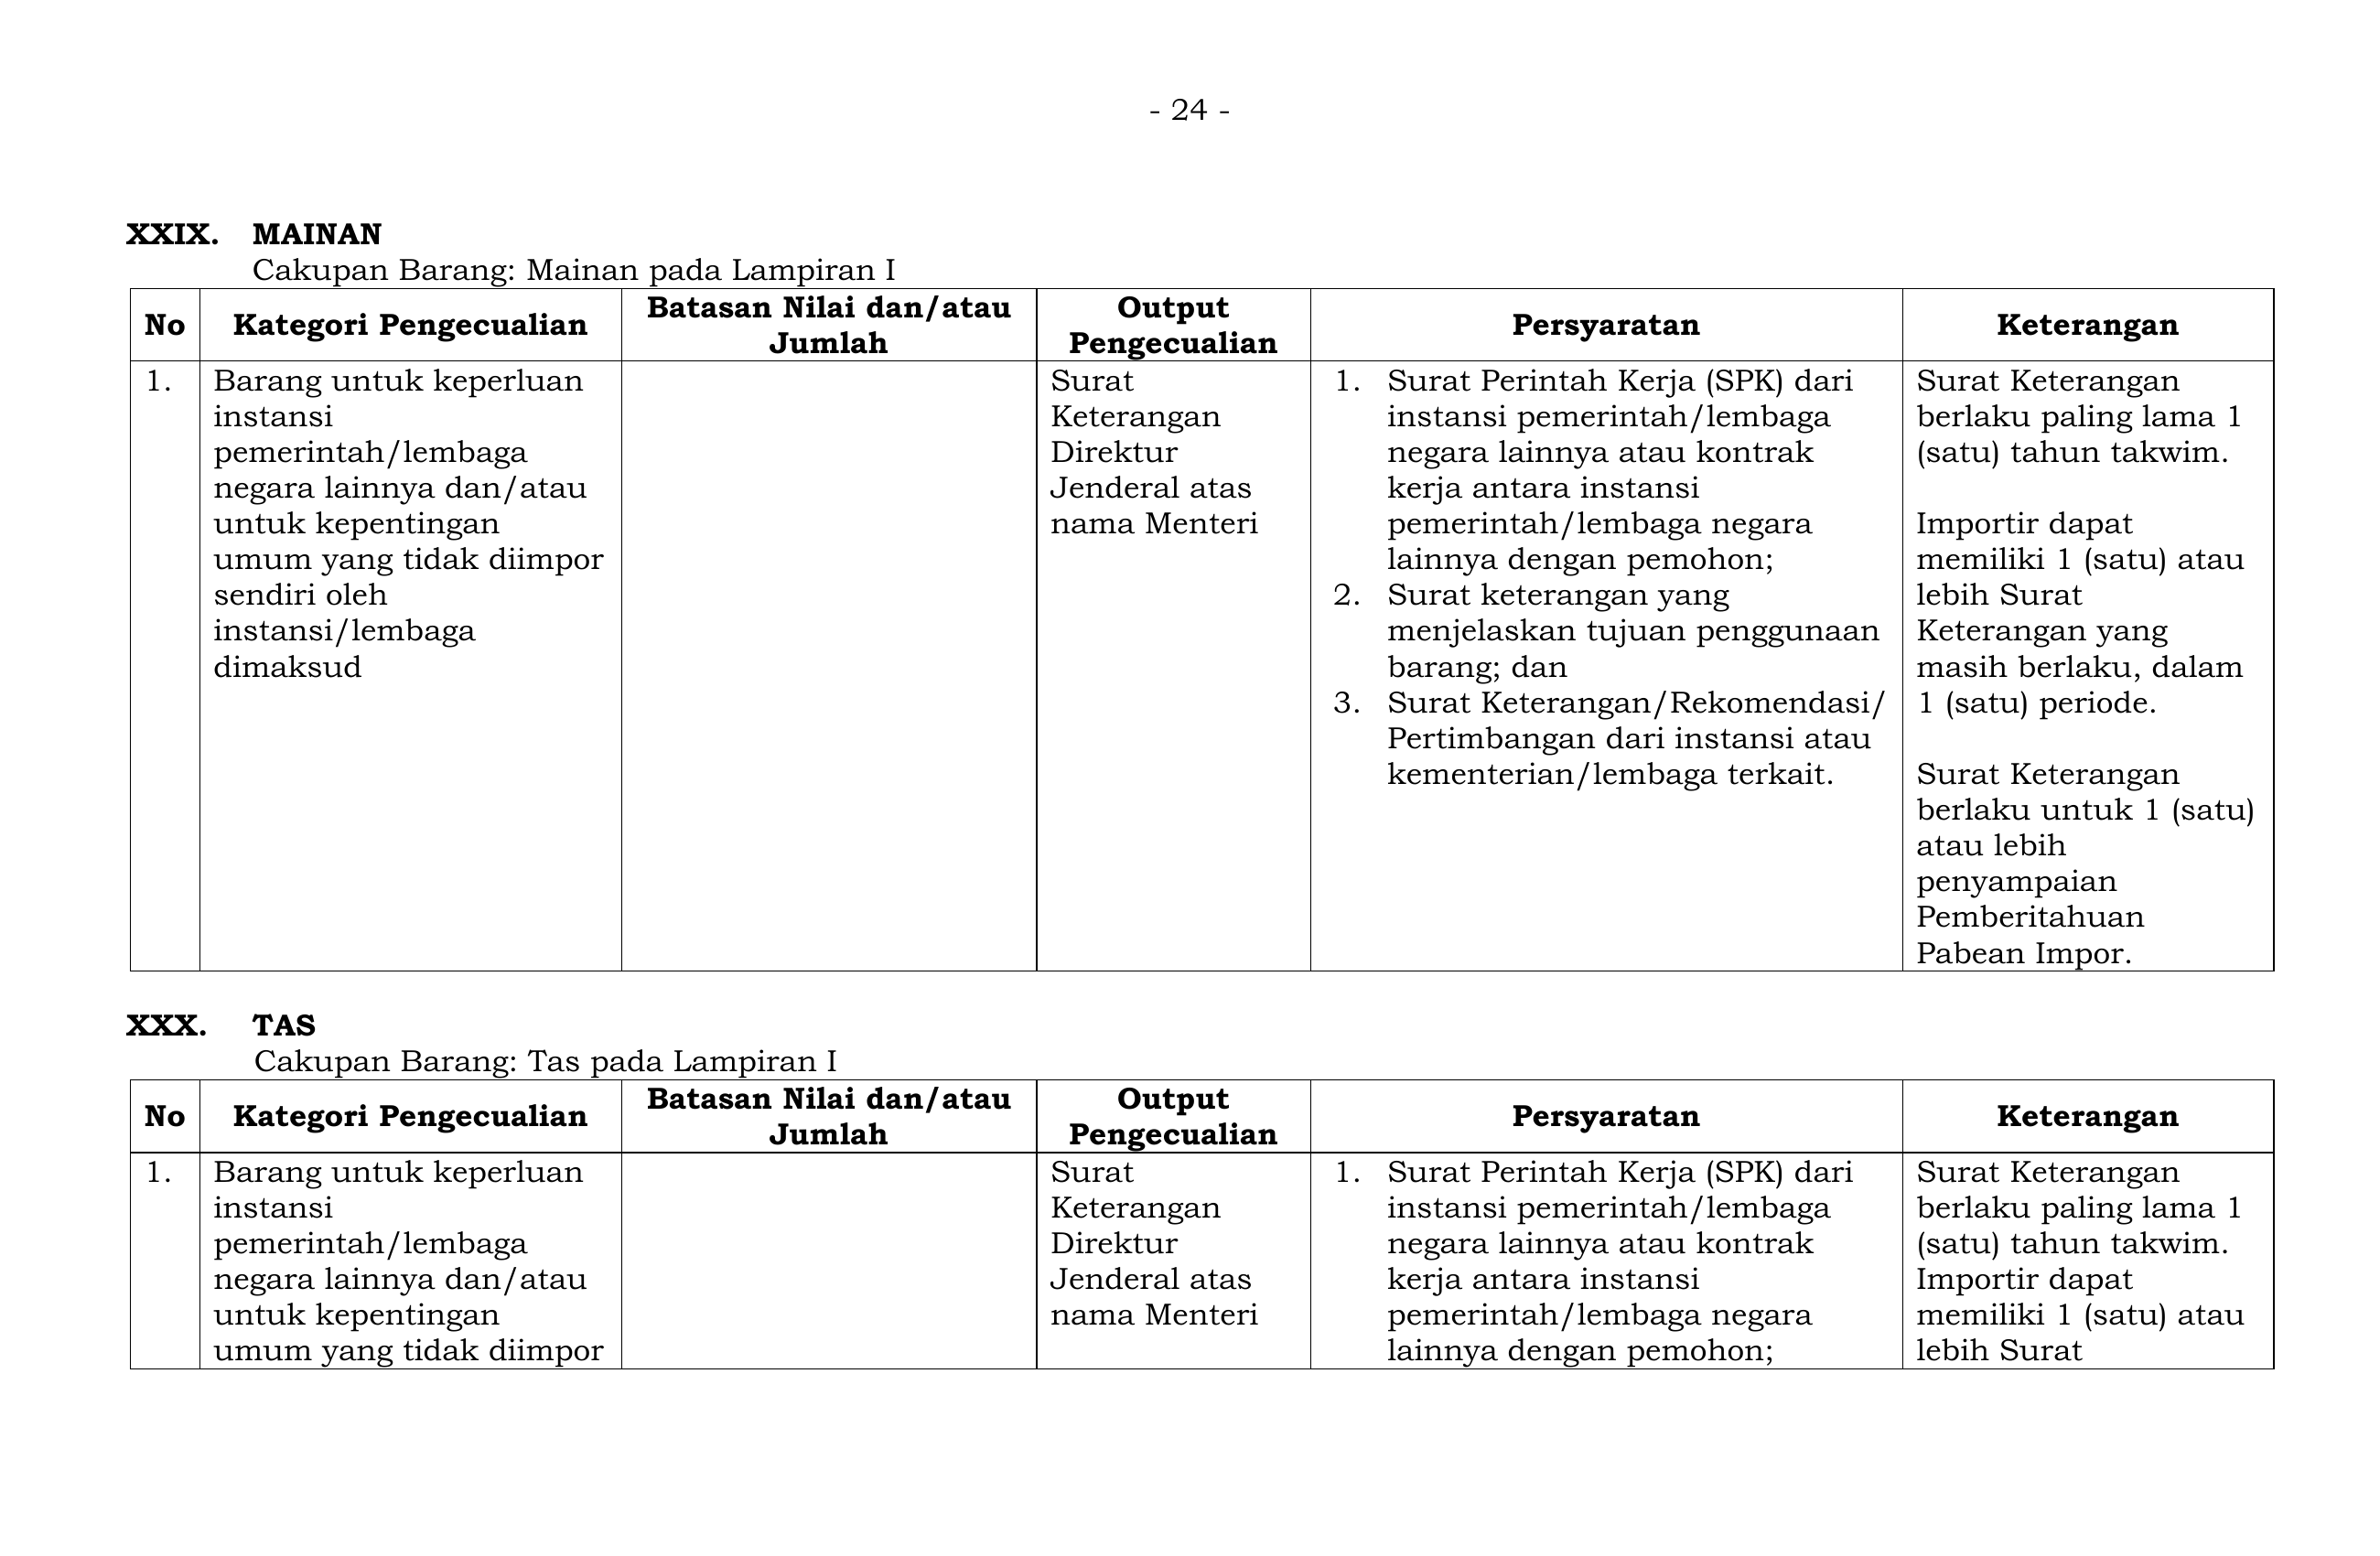 - 24 -
XXIX. MAINAN
Cakupan Barang: Mainan pada Lampiran I
No
Kategori Pengecualian
Batasan Nilai dan/atau
Jumlah
Output
Pengecualian
Persyaratan
Keterangan
1.
Barang untuk keperluan
instansi
pemerintah/lembaga
negara lainnya dan/atau
untuk kepentingan
umum yang tidak diimpor
sendiri oleh
instansi/lembaga
dimaksud
Surat
Keterangan
Direktur
Jenderal atas
nama Menteri
1. Surat Perintah Kerja (SPK) dari
instansi pemerintah/lembaga
negara lainnya atau kontrak
kerja antara instansi
pemerintah/lembaga negara
lainnya dengan pemohon;
2. Surat keterangan yang
menjelaskan tujuan penggunaan
barang; dan
3. Surat Keterangan/Rekomendasi/
Pertimbangan dari instansi atau
kementerian/lembaga terkait.
Surat Keterangan
berlaku paling lama 1
(satu) tahun takwim.
Importir dapat
memiliki 1 (satu) atau
lebih Surat
Keterangan yang
masih berlaku, dalam
1 (satu) periode.
Surat Keterangan
berlaku untuk 1 (satu)
atau lebih
penyampaian
Pemberitahuan
Pabean Impor.
XXX. TAS
Cakupan Barang: Tas pada Lampiran I
No
Kategori Pengecualian
Batasan Nilai dan/atau
Jumlah
Output
Pengecualian
Persyaratan
Keterangan
1.
Barang untuk keperluan
instansi
pemerintah/lembaga
negara lainnya dan/atau
untuk kepentingan
umum yang tidak diimpor
Surat
Keterangan
Direktur
Jenderal atas
nama Menteri
1. Surat Perintah Kerja (SPK) dari
instansi pemerintah/lembaga
negara lainnya atau kontrak
kerja antara instansi
pemerintah/lembaga negara
lainnya dengan pemohon;
Surat Keterangan
berlaku paling lama 1
(satu) tahun takwim.
Importir dapat
memiliki 1 (satu) atau
lebih Surat